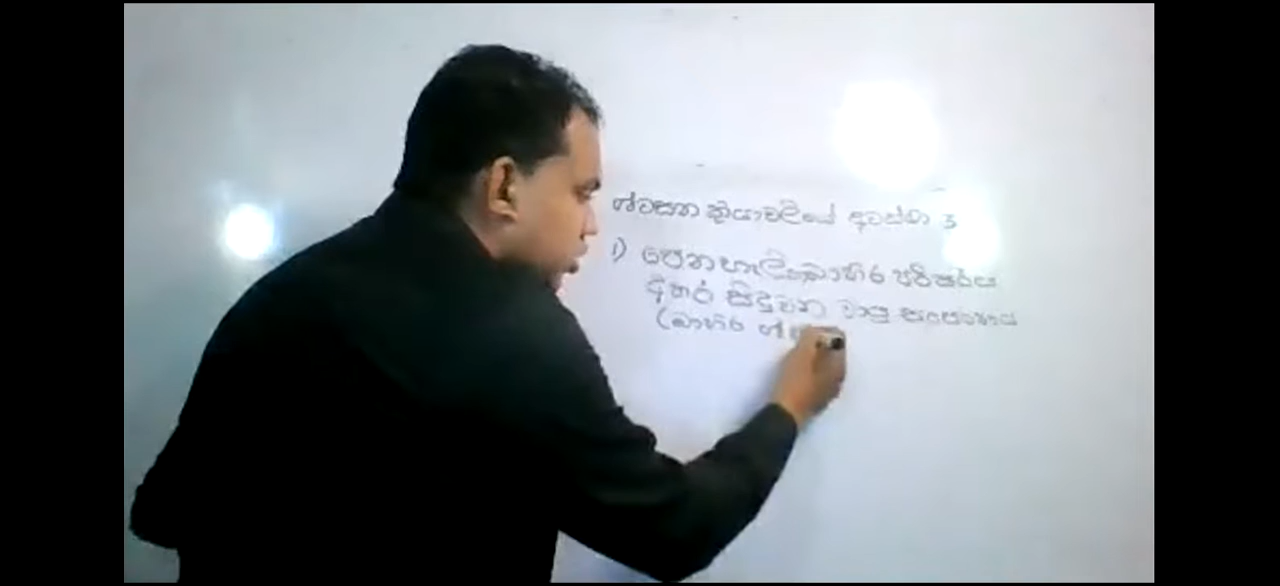 ශ්වසන ක්‍රියාවලියේ අවස්ථා 3
1) පෙනහැලි හා බාහිර පරිසරය
අතර සිදුවන වායු සංසරණය
(බාහිර